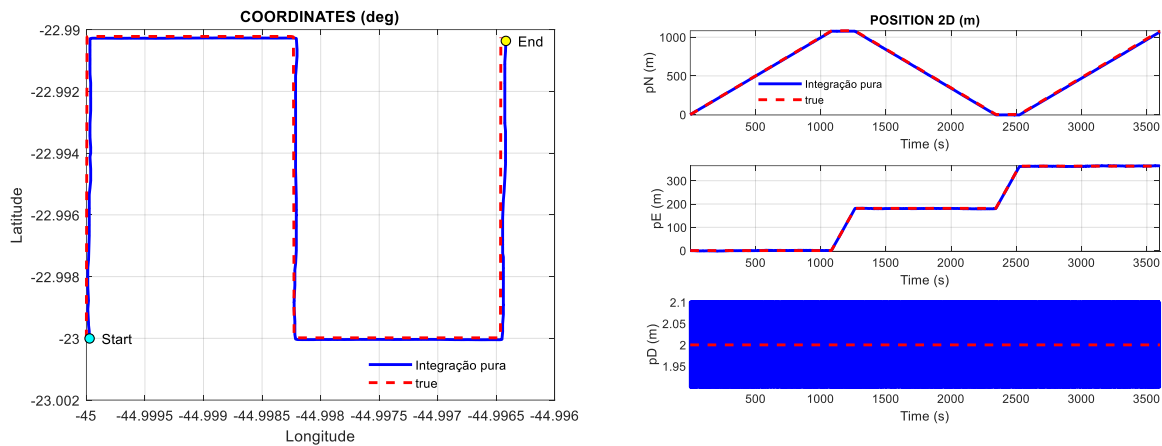 COORDINATES (deg)
-22.99
-22.992
-22.994
-22.996
-22.998
-23
-23.002
Latitude
End
Start
Integração pura
true
-45 -44.9995 -44.999 -44.9985 -44.998 -44.9975 -44.997 -44.9965 -44.996
Longitude
POSITION 2D (m)
1000
500
0
pN (m)
Integração pura
true
500 1000 1500 2000 2500 3000 3500
Time (s)
300
200
100
0
pE (m)
500 1000 1500 2000 2500 3000 3500
Time (s)
2.1
2.05
2
1.95
pD (m)
500 1000 1500 2000 2500 3000 3500
Time (s)